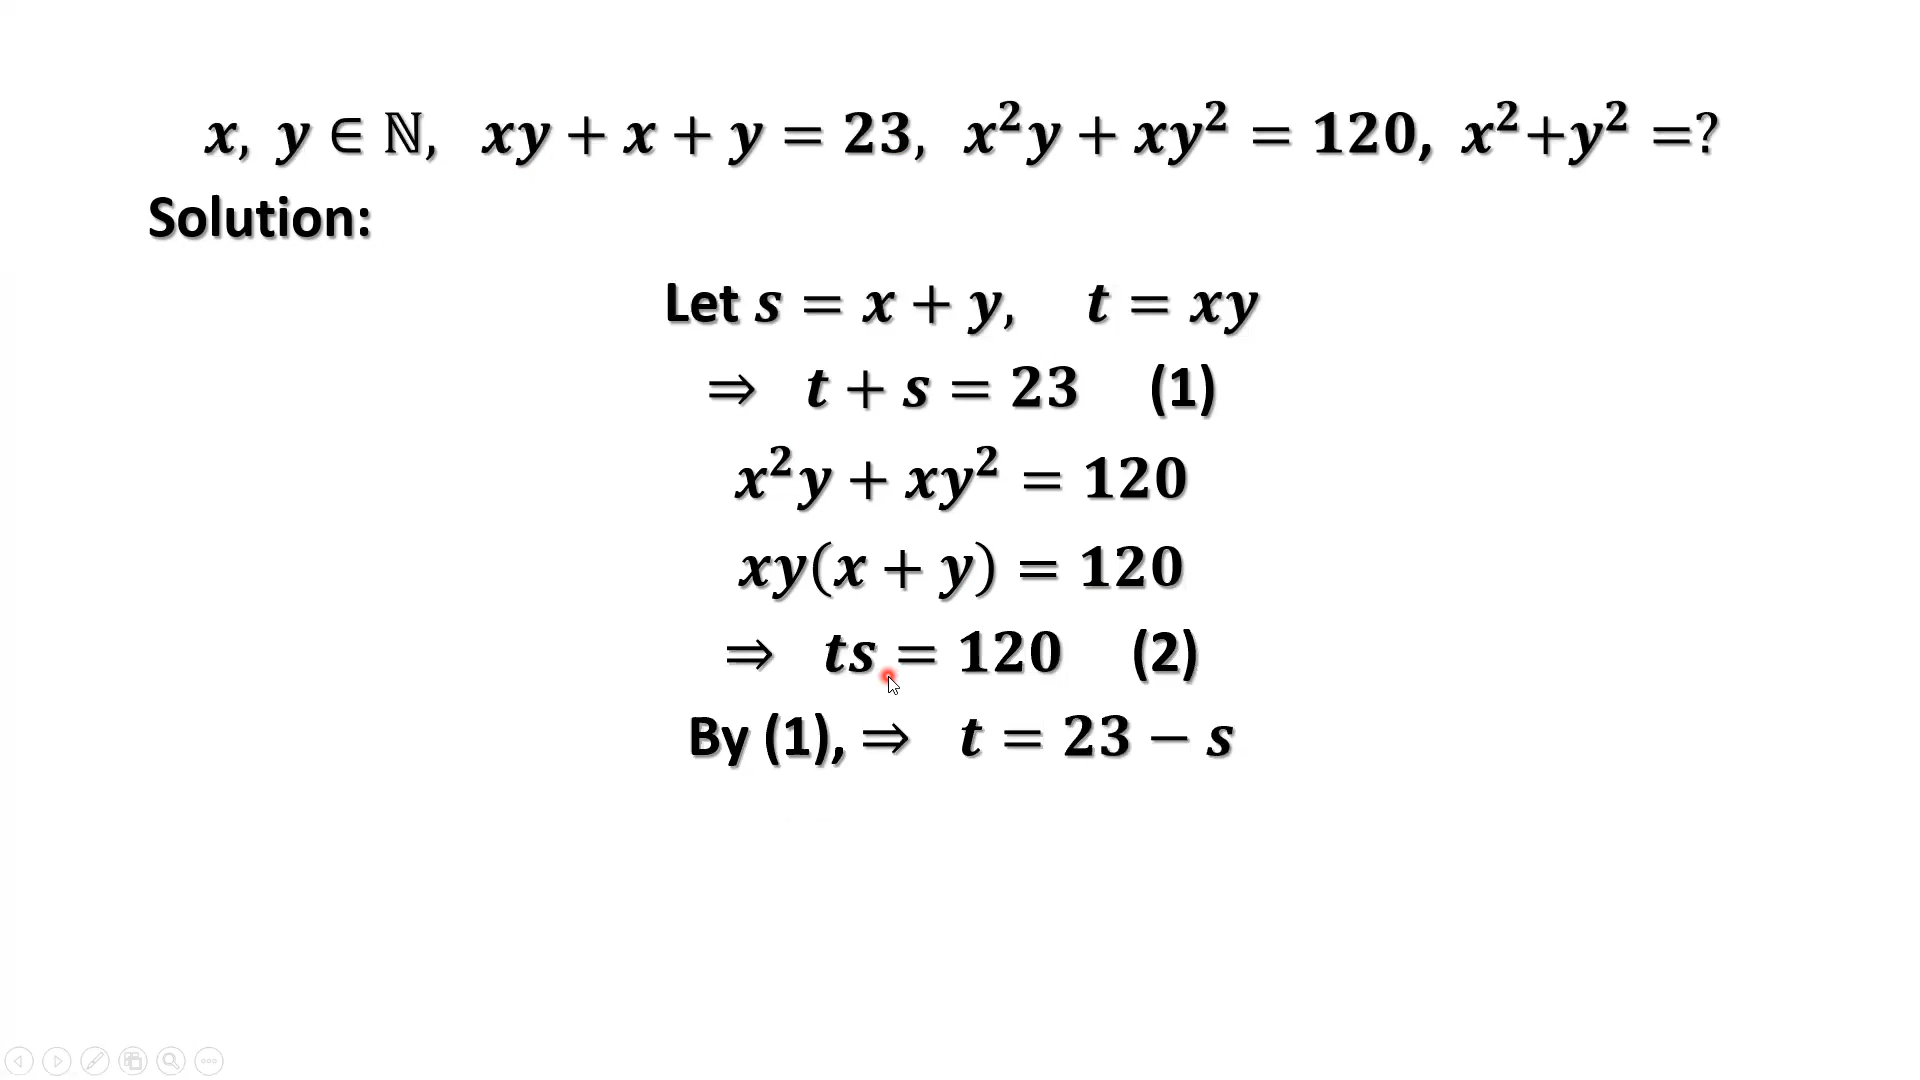 x, y ∈ ℕ, xy + x + y = 23, x²y + xy² = 120, x²+y² =?
Solution:
Let s = x + y, t = xy
⇒ t + s = 23 (1)
x²y + xy² = 120
xy(x + y) = 120
⇒ ts = 120 (2)
By (1), ⇒ t = 23 − s